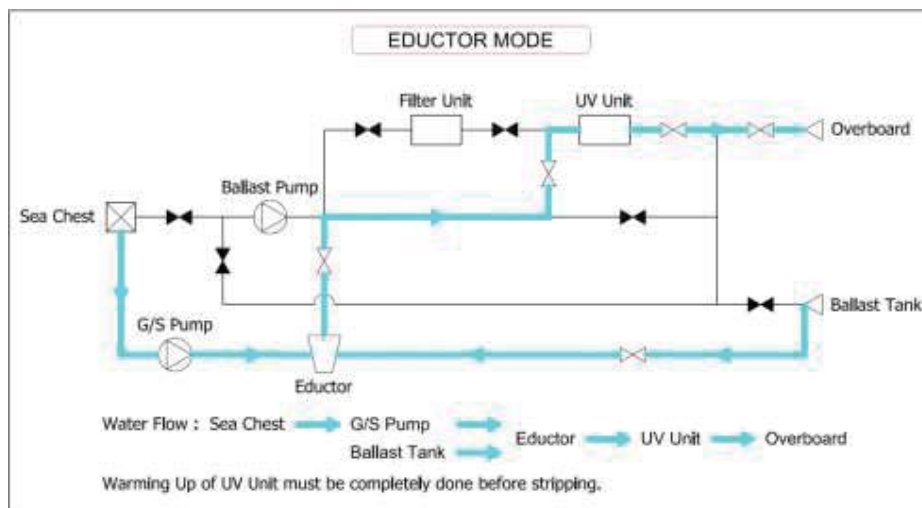 EDUCTOR MODE
Filter Unit
UV Unit
Overboard
Ballast Pump
Sea Chest
Ballast Tank
G/S Pump
Eductor
Water Flow : Sea Chest G/S Pump
Ballast Tank Eductor UV Unit Overboard
Warming Up of UV Unit must be completely done before stripping.